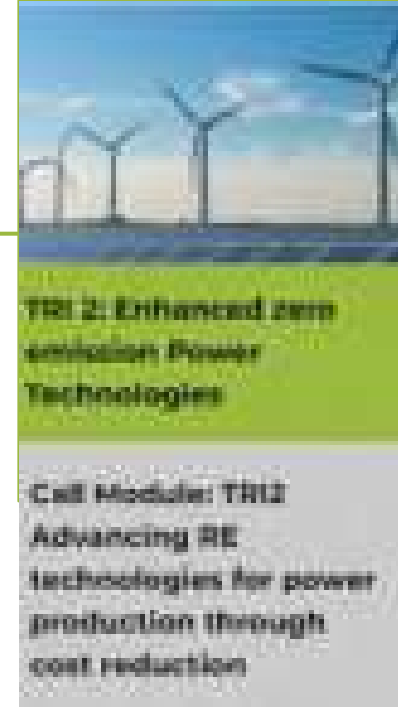 TRI 2: Enhanced zero
emission Power
Technologies
Call Module: TRI2
Advancing RE
technologies for power
production through
cost reduction